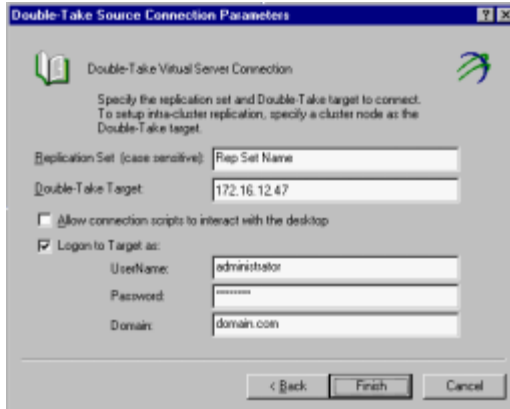 Double-Take Source Connection Parameters
Double-Take Virtual Server Connection
Specify the replication set and Double-Take target to connect.
To setup intra-cluster replication, specify a cluster node as the
Double-Take target.
Replication Set (case sensitive): Rep Set Name
Double-Take Target: 172.16.12.47
Allow connection scripts to interact with the desktop
Logon to Target as:
UserName: administrator
Password: ********
Domain: domain.com
< Back Finish Cancel